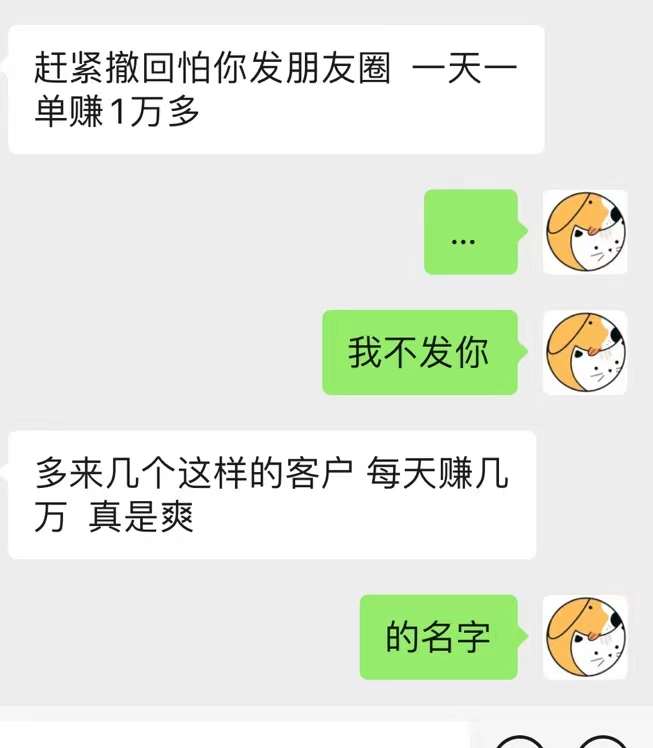 赶紧撤回怕你发朋友圈 一天一
单赚1万多
...
我不发你
多来几个这样的客户 每天赚几
万 真是爽
的名字